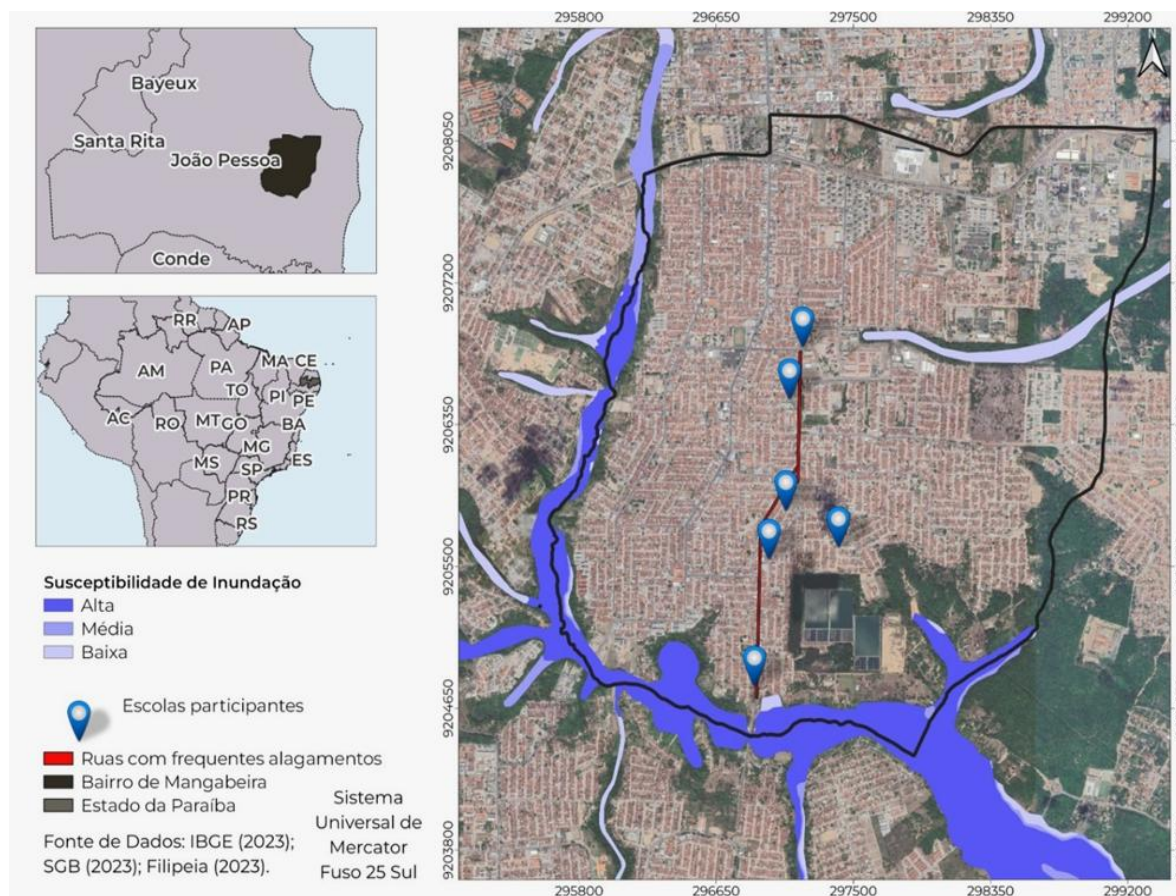 Bayeux
Santa Rita
João Pessoa
Conde
RR
AP
AM
PA
MA
CE
TO
PI
PE
AC
RO
MT
GO
BA
MG
MS
SP
ES
PR
RS
Susceptibilidade de Inundação
Alta
Média
Baixa
Escolas participantes
Ruas com frequentes alagamentos
Bairro de Mangabeira
Estado da Paraíba
Fonte de Dados: IBGE (2023);
SGB (2023); Filipeia (2023).
Sistema
Universal de
Mercator
Fuso 25 Sul
295800 296650 297500 298350 299200
9208050
9207200
9206350
9205500
9204650
9203800
N
295800 296650 297500 298350 299200